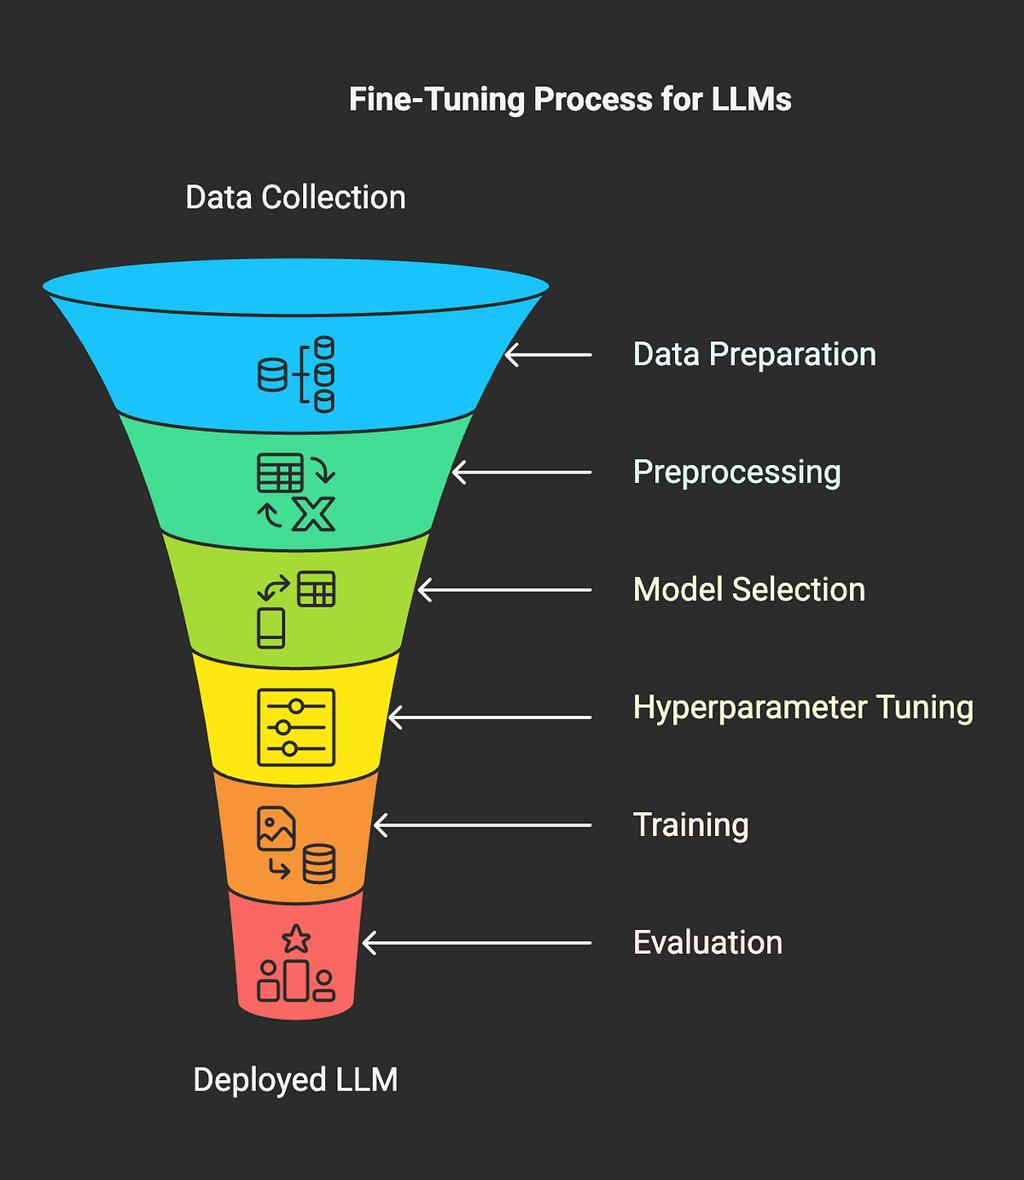 Fine-Tuning Process for LLMs
Data Collection
Data Preparation
Preprocessing
Model Selection
Hyperparameter Tuning
Training
Evaluation
Deployed LLM